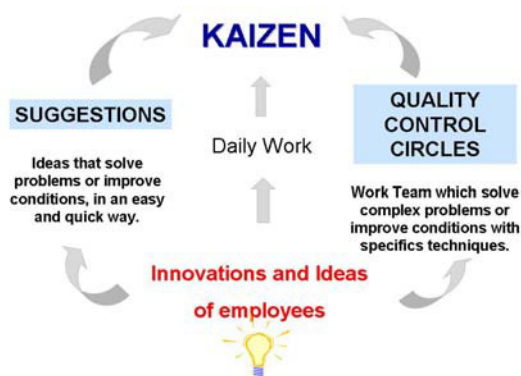 KAIZEN
SUGGESTIONS
Ideas that solve
problems or improve
conditions, in an easy
and quick way.
Daily Work
QUALITY
CONTROL
CIRCLES
Work Team which solve
complex problems or
improve conditions with
specifics techniques.
Innovations and Ideas
of employees